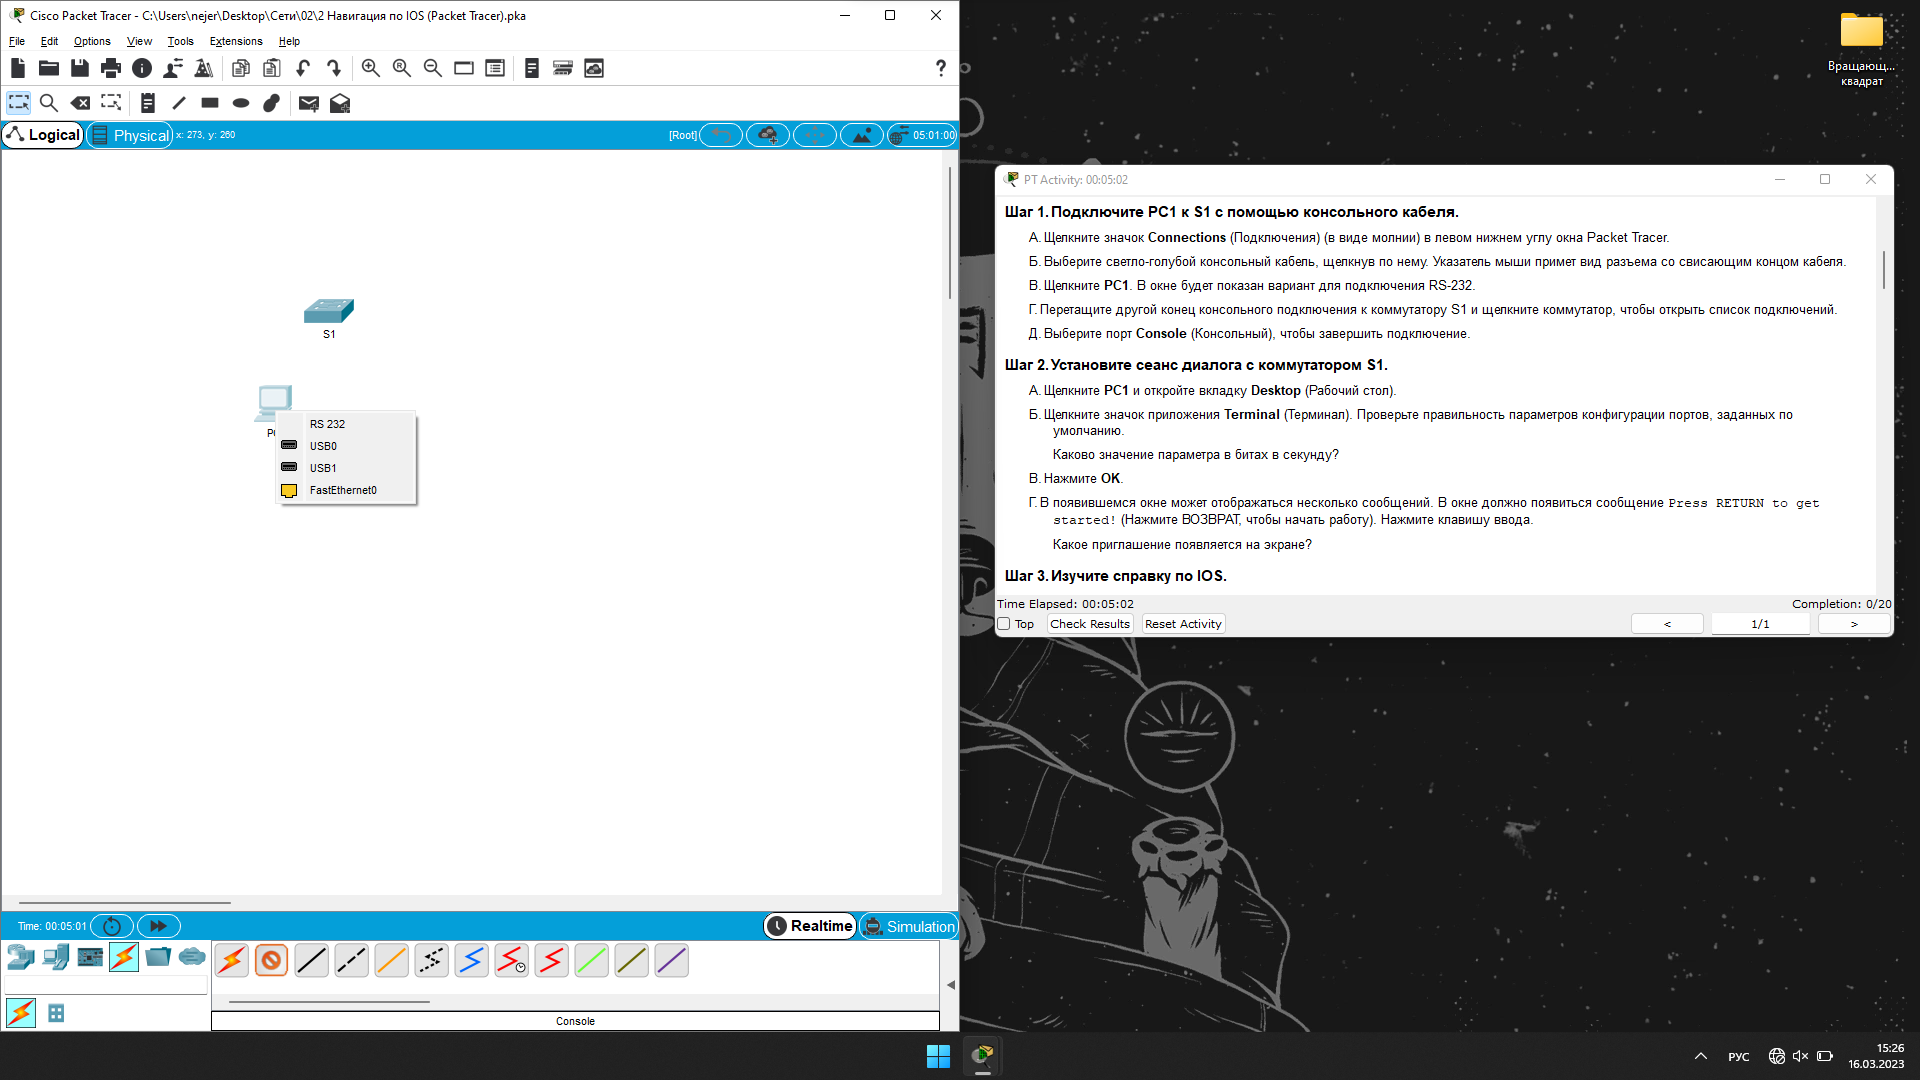 Cisco Packet Tracer - C:\Users\nejer\Desktop\Сети\02\2 Навигация по IOS (Packet Tracer).pka
File Edit Options View Tools Extensions Help
Logical Physical x: 273, y: 260 [Root] 05:01:00
S1
RS 232
USB0
USB1
FastEthernet0
Time: 00:05:01 Realtime Simulation
Console
PT Activity: 00:05:02
Шаг 1. Подключите PC1 к S1 с помощью консольного кабеля.
А. Щелкните значок Connections (Подключения) (в виде молнии) в левом нижнем углу окна Packet Tracer.
Б. Выберите светло-голубой консольный кабель, щелкнув по нему. Указатель мыши примет вид разъема со свисающим концом кабеля.
В. Щелкните PC1. В окне будет показан вариант для подключения RS-232.
Г. Перетащите другой конец консольного подключения к коммутатору S1 и щелкните коммутатор, чтобы открыть список подключений.
Д. Выберите порт Console (Консольный), чтобы завершить подключение.
Шаг 2. Установите сеанс диалога с коммутатором S1.
А. Щелкните PC1 и откройте вкладку Desktop (Рабочий стол).
Б. Щелкните значок приложения Terminal (Терминал). Проверьте правильность параметров конфигурации портов, заданных по
умолчанию.
Каково значение параметра в битах в секунду?
В. Нажмите OK.
Г. В появившемся окне может отображаться несколько сообщений. В окне должно появиться сообщение Press RETURN to get
started! (Нажмите ВОЗВРАТ, чтобы начать работу). Нажмите клавишу ввода.
Какое приглашение появляется на экране?
Шаг 3. Изучите справку по IOS.
Time Elapsed: 00:05:02 Completion: 0/20
Top Check Results Reset Activity < 1/1 >
Вращающ...
квадрат
РУС
15:26
16.03.2023